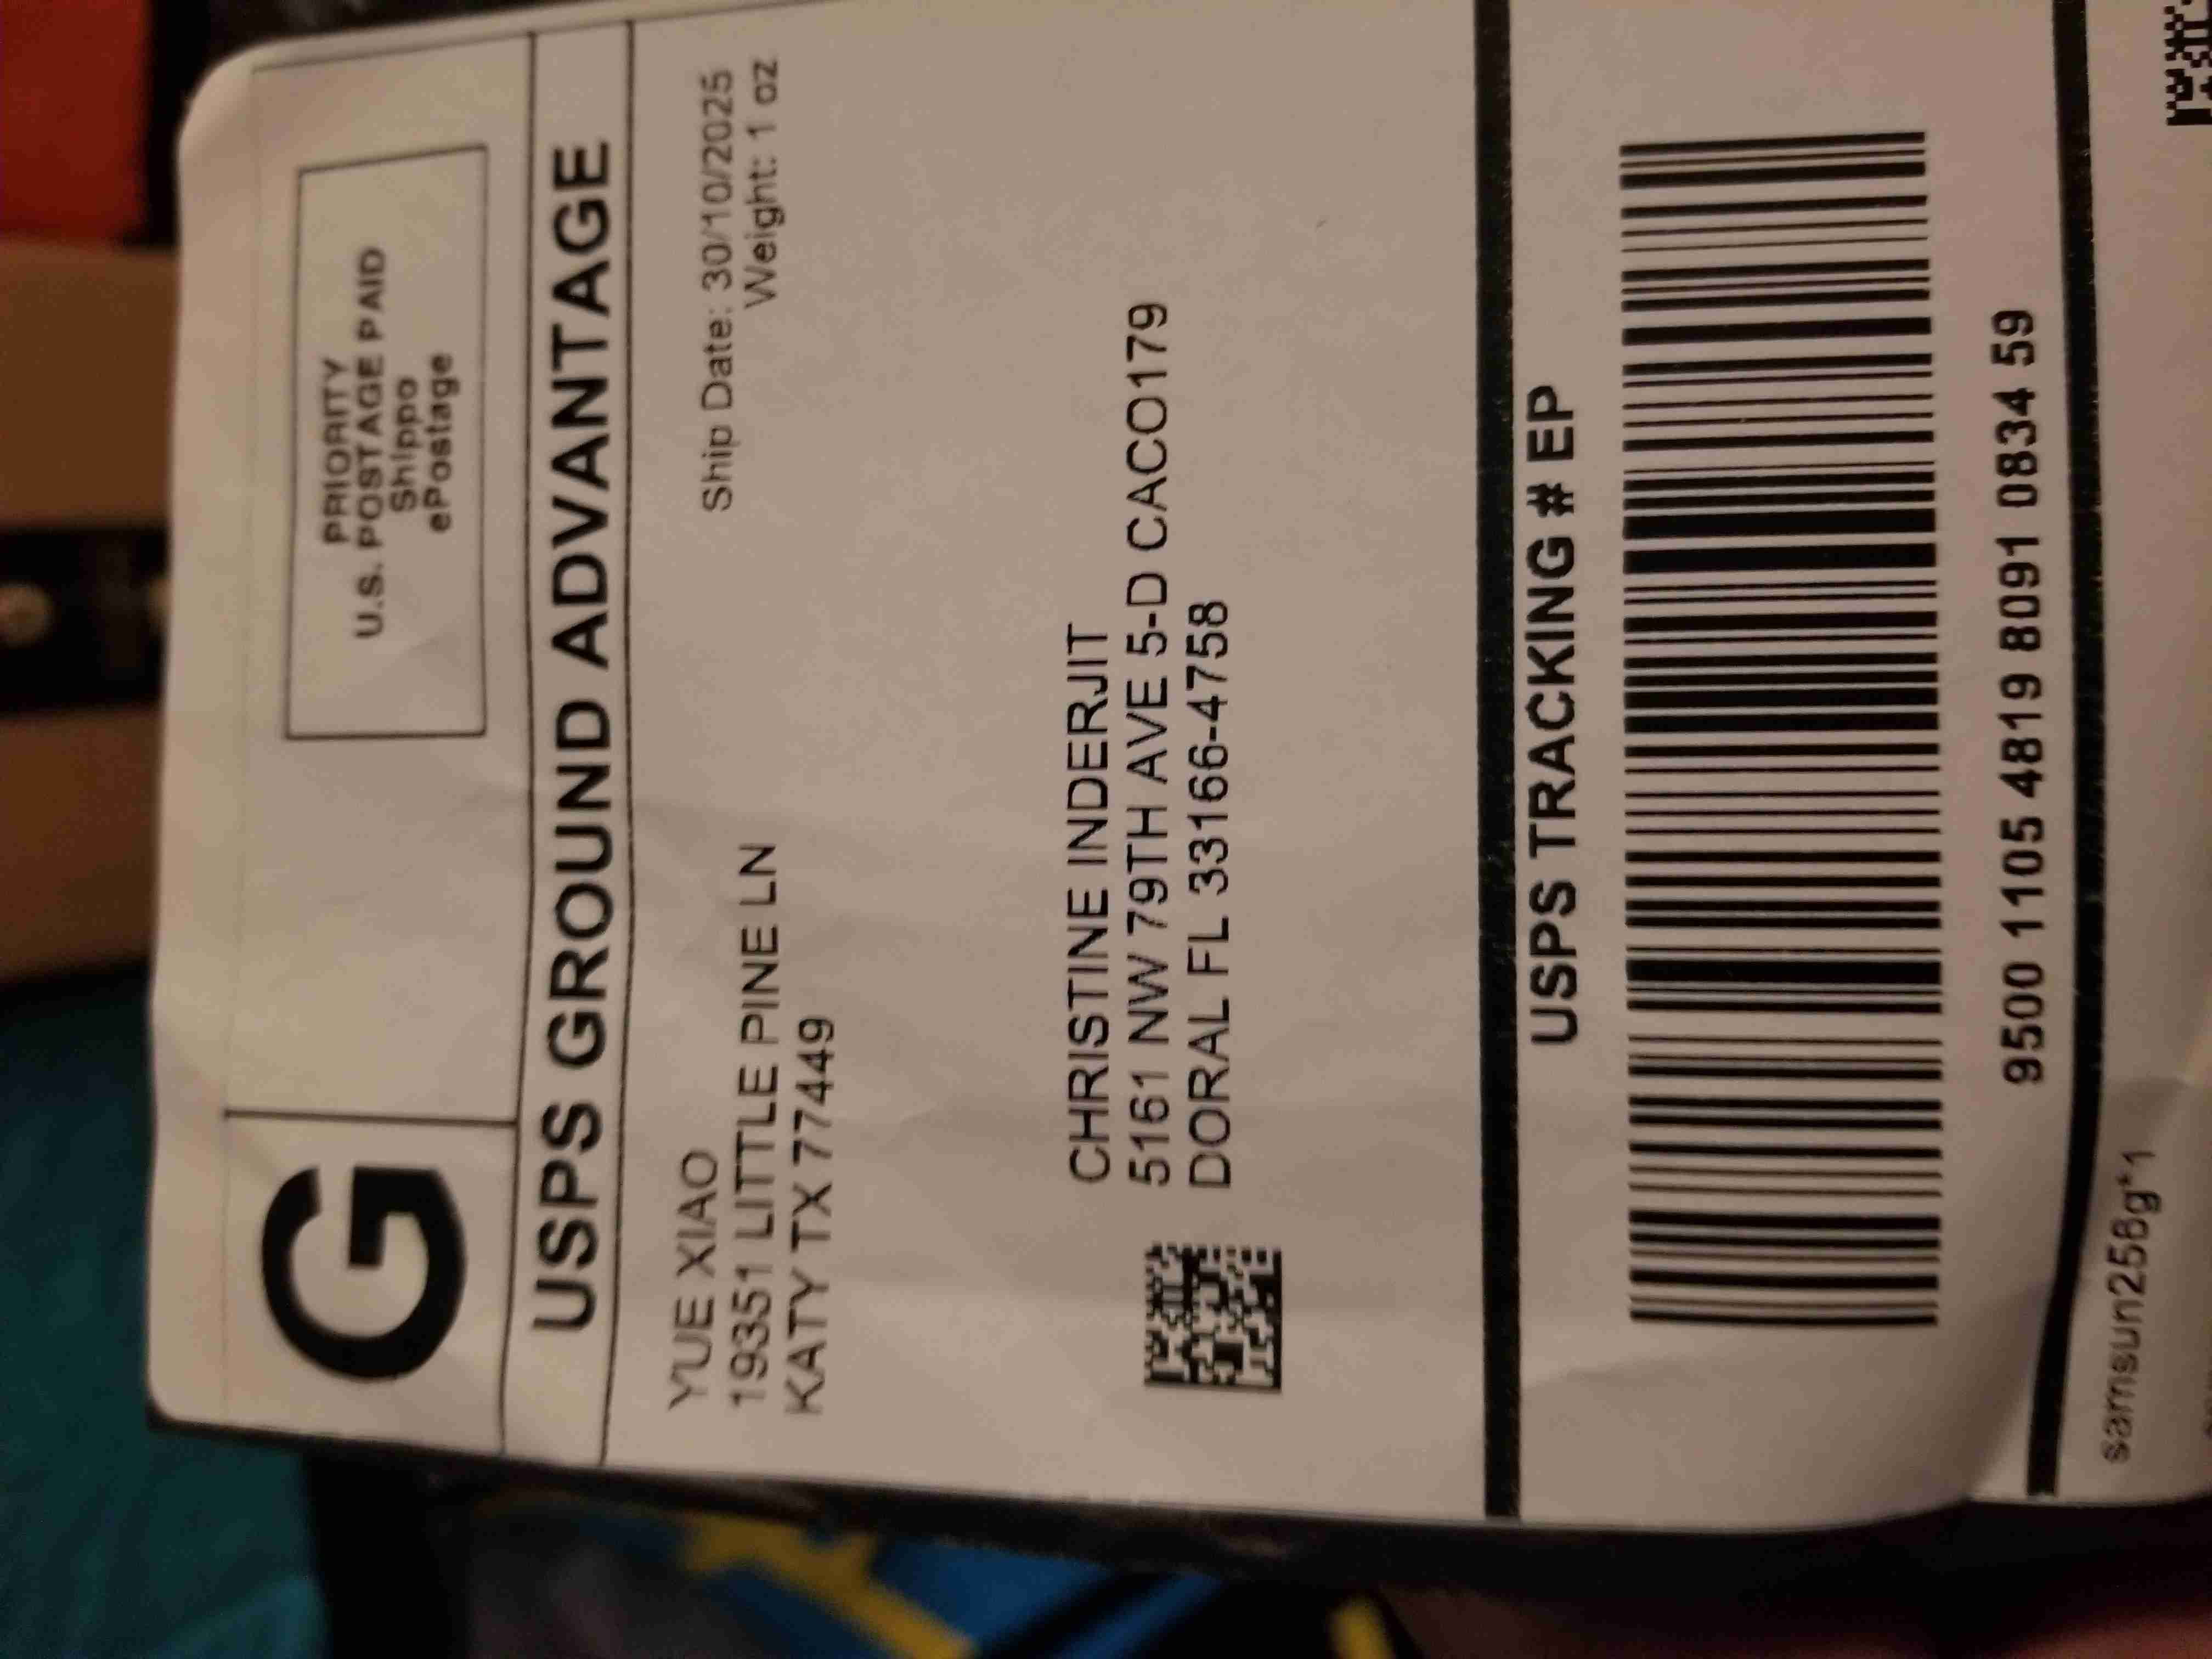 G
PRIORITY
U.S. POSTAGE PAID
Shippo
ePostage
USPS GROUND ADVANTAGE
YUE XIAO
19351 LITTLE PINE LN
KATY TX 77449
Ship Date: 30/10/2025
Weight: 1 oz
CHRISTINE INDERJIT
5161 NW 79TH AVE 5-D CACO179
DORAL FL 33166-4758
USPS TRACKING # EP
9500 1105 4819 8091 0834 59
samsun256g*1